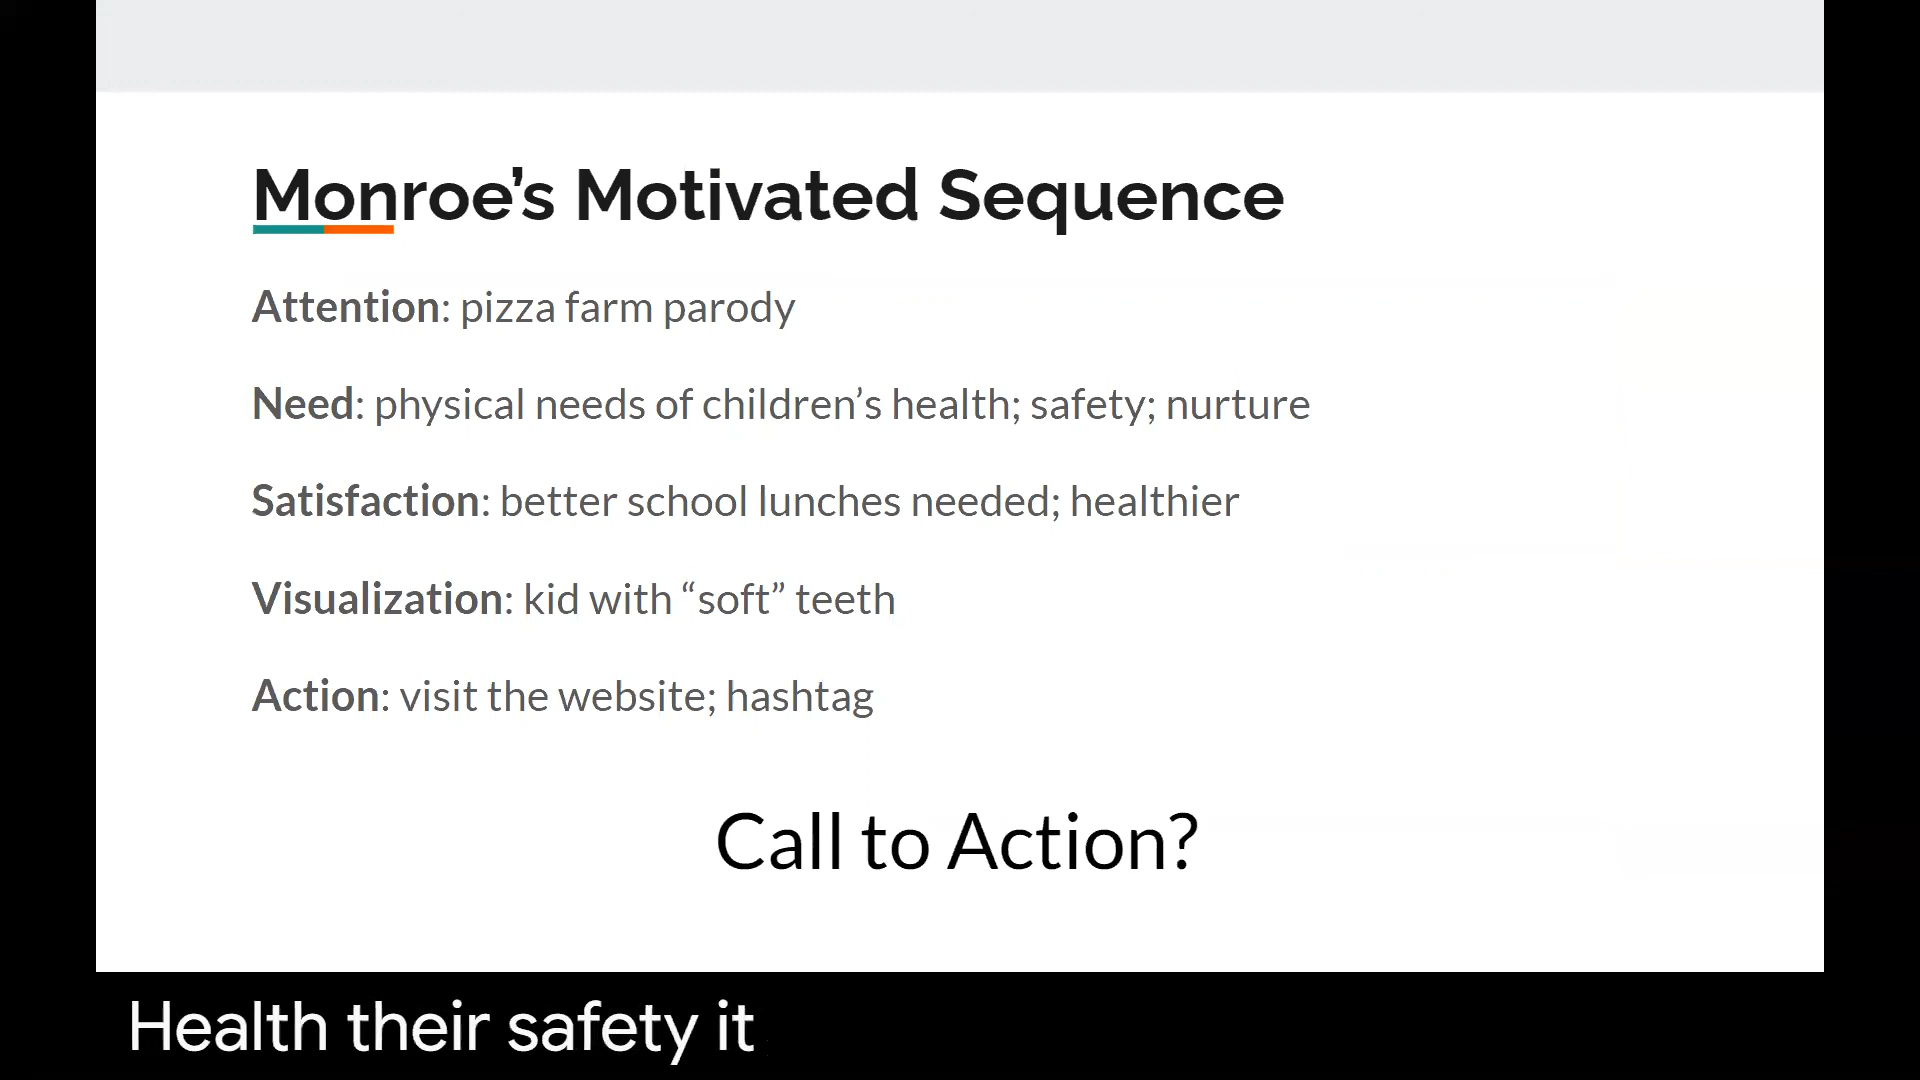 Monroe’s Motivated Sequence
Attention: pizza farm parody
Need: physical needs of children’s health; safety; nurture
Satisfaction: better school lunches needed; healthier
Visualization: kid with “soft” teeth
Action: visit the website; hashtag
Call to Action?
Health their safety it